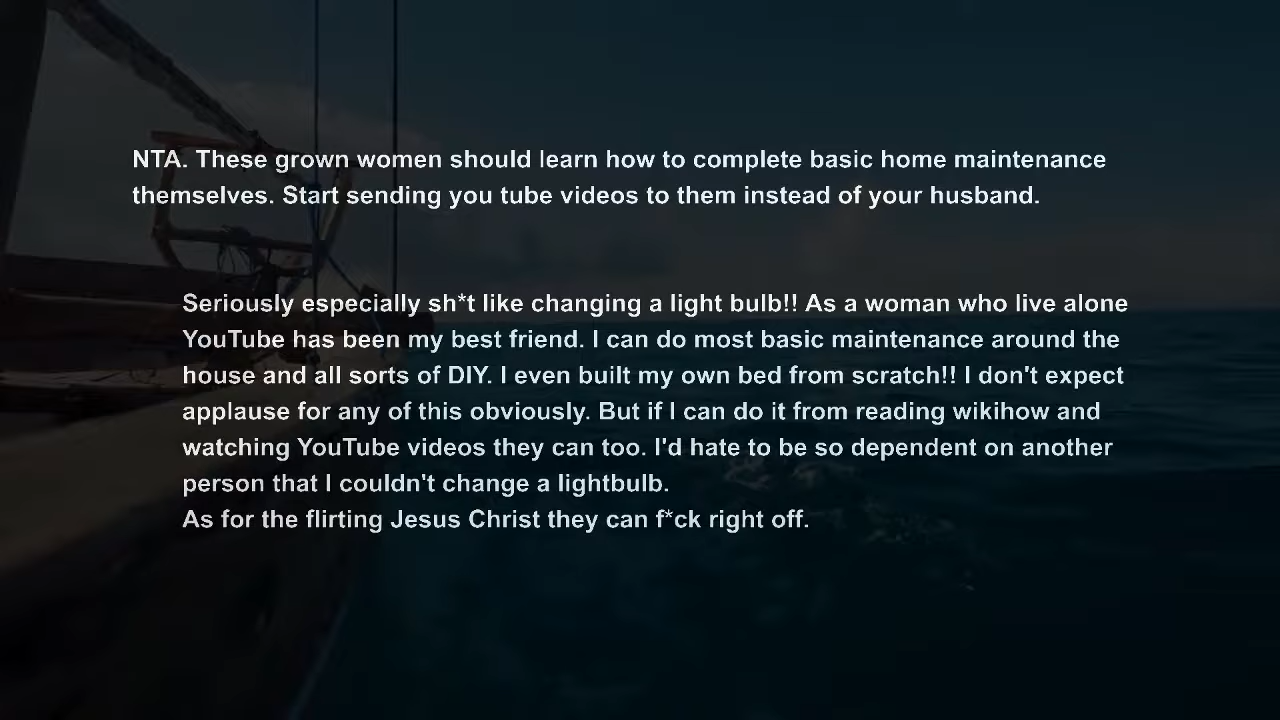 NTA. These grown women should learn how to complete basic home maintenance
themselves. Start sending you tube videos to them instead of your husband.
Seriously especially sh*t like changing a light bulb!! As a woman who live alone
YouTube has been my best friend. I can do most basic maintenance around the
house and all sorts of DIY. I even built my own bed from scratch!! I don't expect
applause for any of this obviously. But if I can do it from reading wikihow and
watching YouTube videos they can too. I'd hate to be so dependent on another
person that I couldn't change a lightbulb.
As for the flirting Jesus Christ they can f*ck right off.